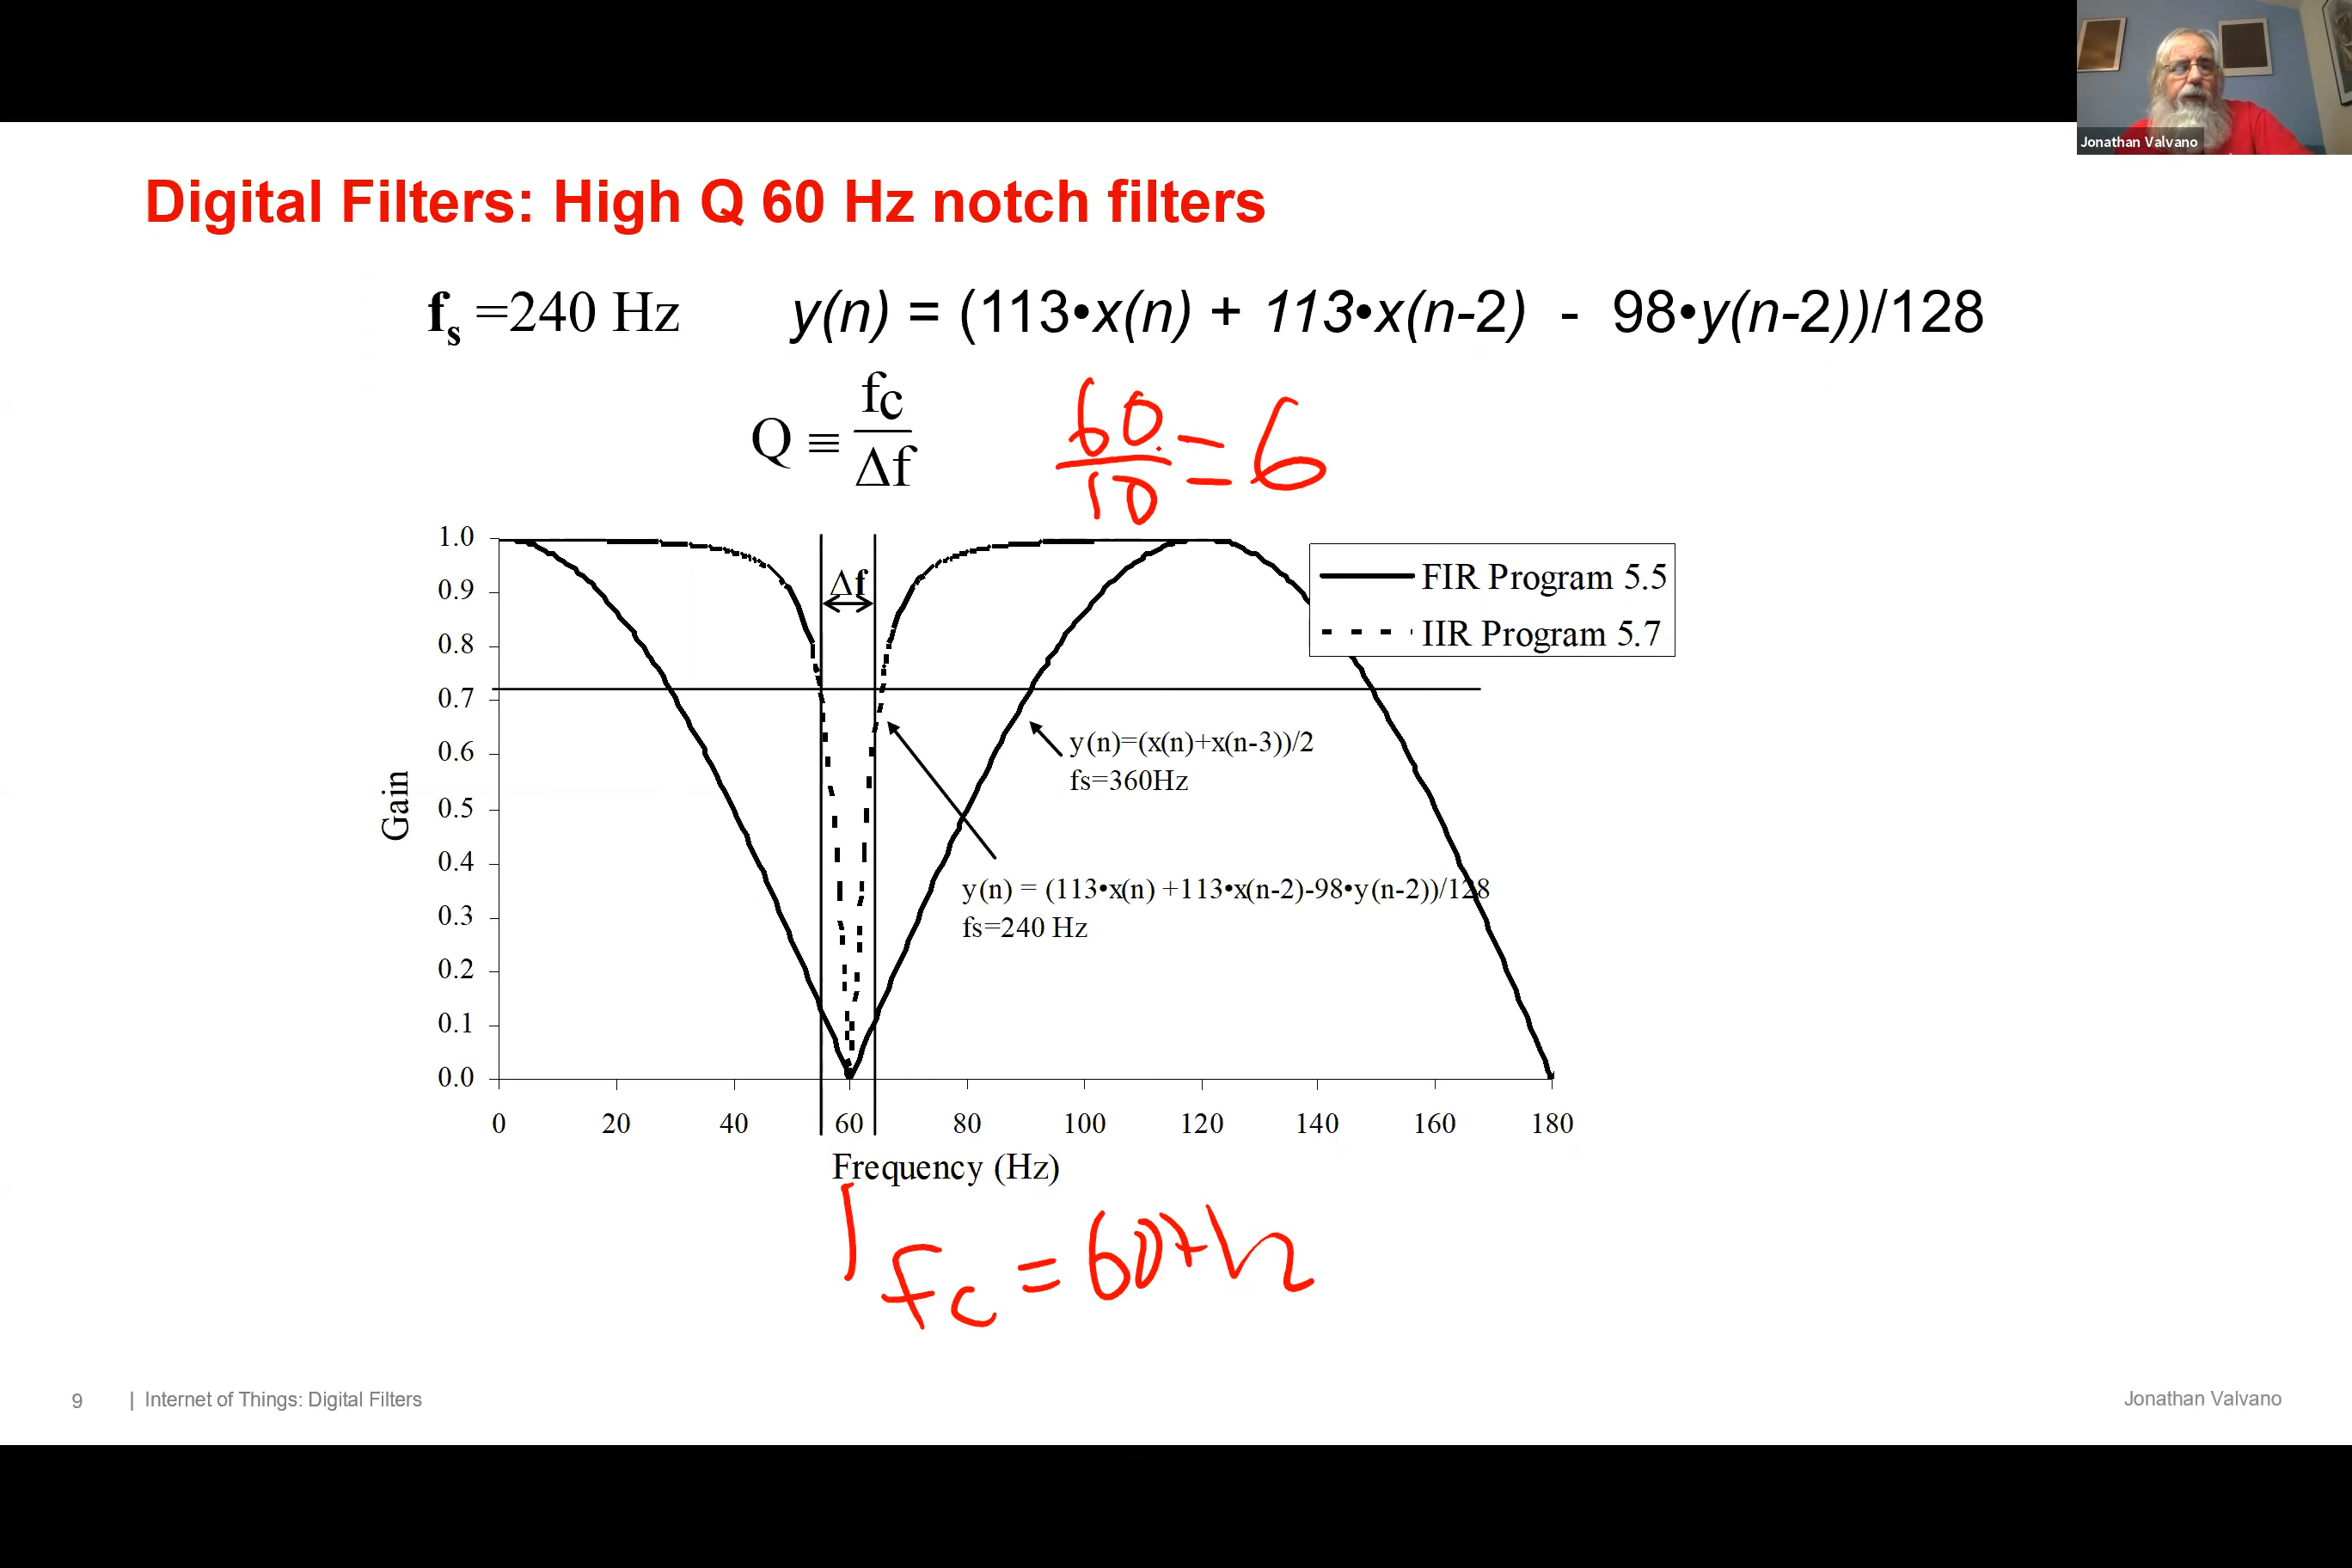 Jonathan Valvano
Digital Filters: High Q 60 Hz notch filters
fs =240 Hz y(n) = (113•x(n) + 113•x(n-2) - 98•y(n-2))/128
Q ≡ fc/Δf
60/10 = 6
1.0
0.9
0.8
0.7
0.6
0.5
0.4
0.3
0.2
0.1
0.0
Gain
Δf
FIR Program 5.5
IIR Program 5.7
y(n)=(x(n)+x(n-3))/2
fs=360Hz
y(n) = (113•x(n) +113•x(n-2)-98•y(n-2))/128
fs=240 Hz
0 20 40 60 80 100 120 140 160 180
Frequency (Hz)
fc = 60Hz
9 | Internet of Things: Digital Filters
Jonathan Valvano